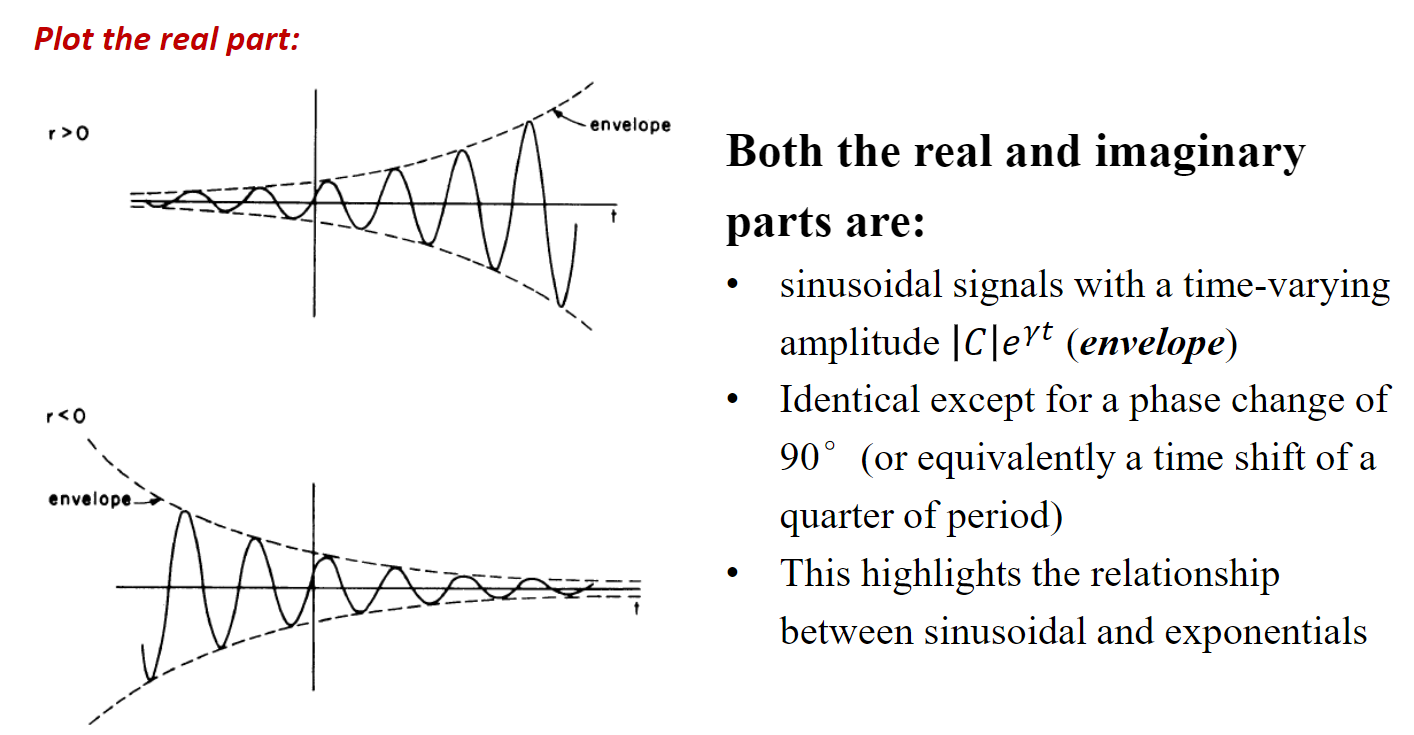 Plot the real part:
r>0
envelope
t
r<0
envelope
t
Both the real and imaginary
parts are:
• sinusoidal signals with a time-varying
amplitude |C|e^{γt} (envelope)
• Identical except for a phase change of
90° (or equivalently a time shift of a
quarter of period)
• This highlights the relationship
between sinusoidal and exponentials